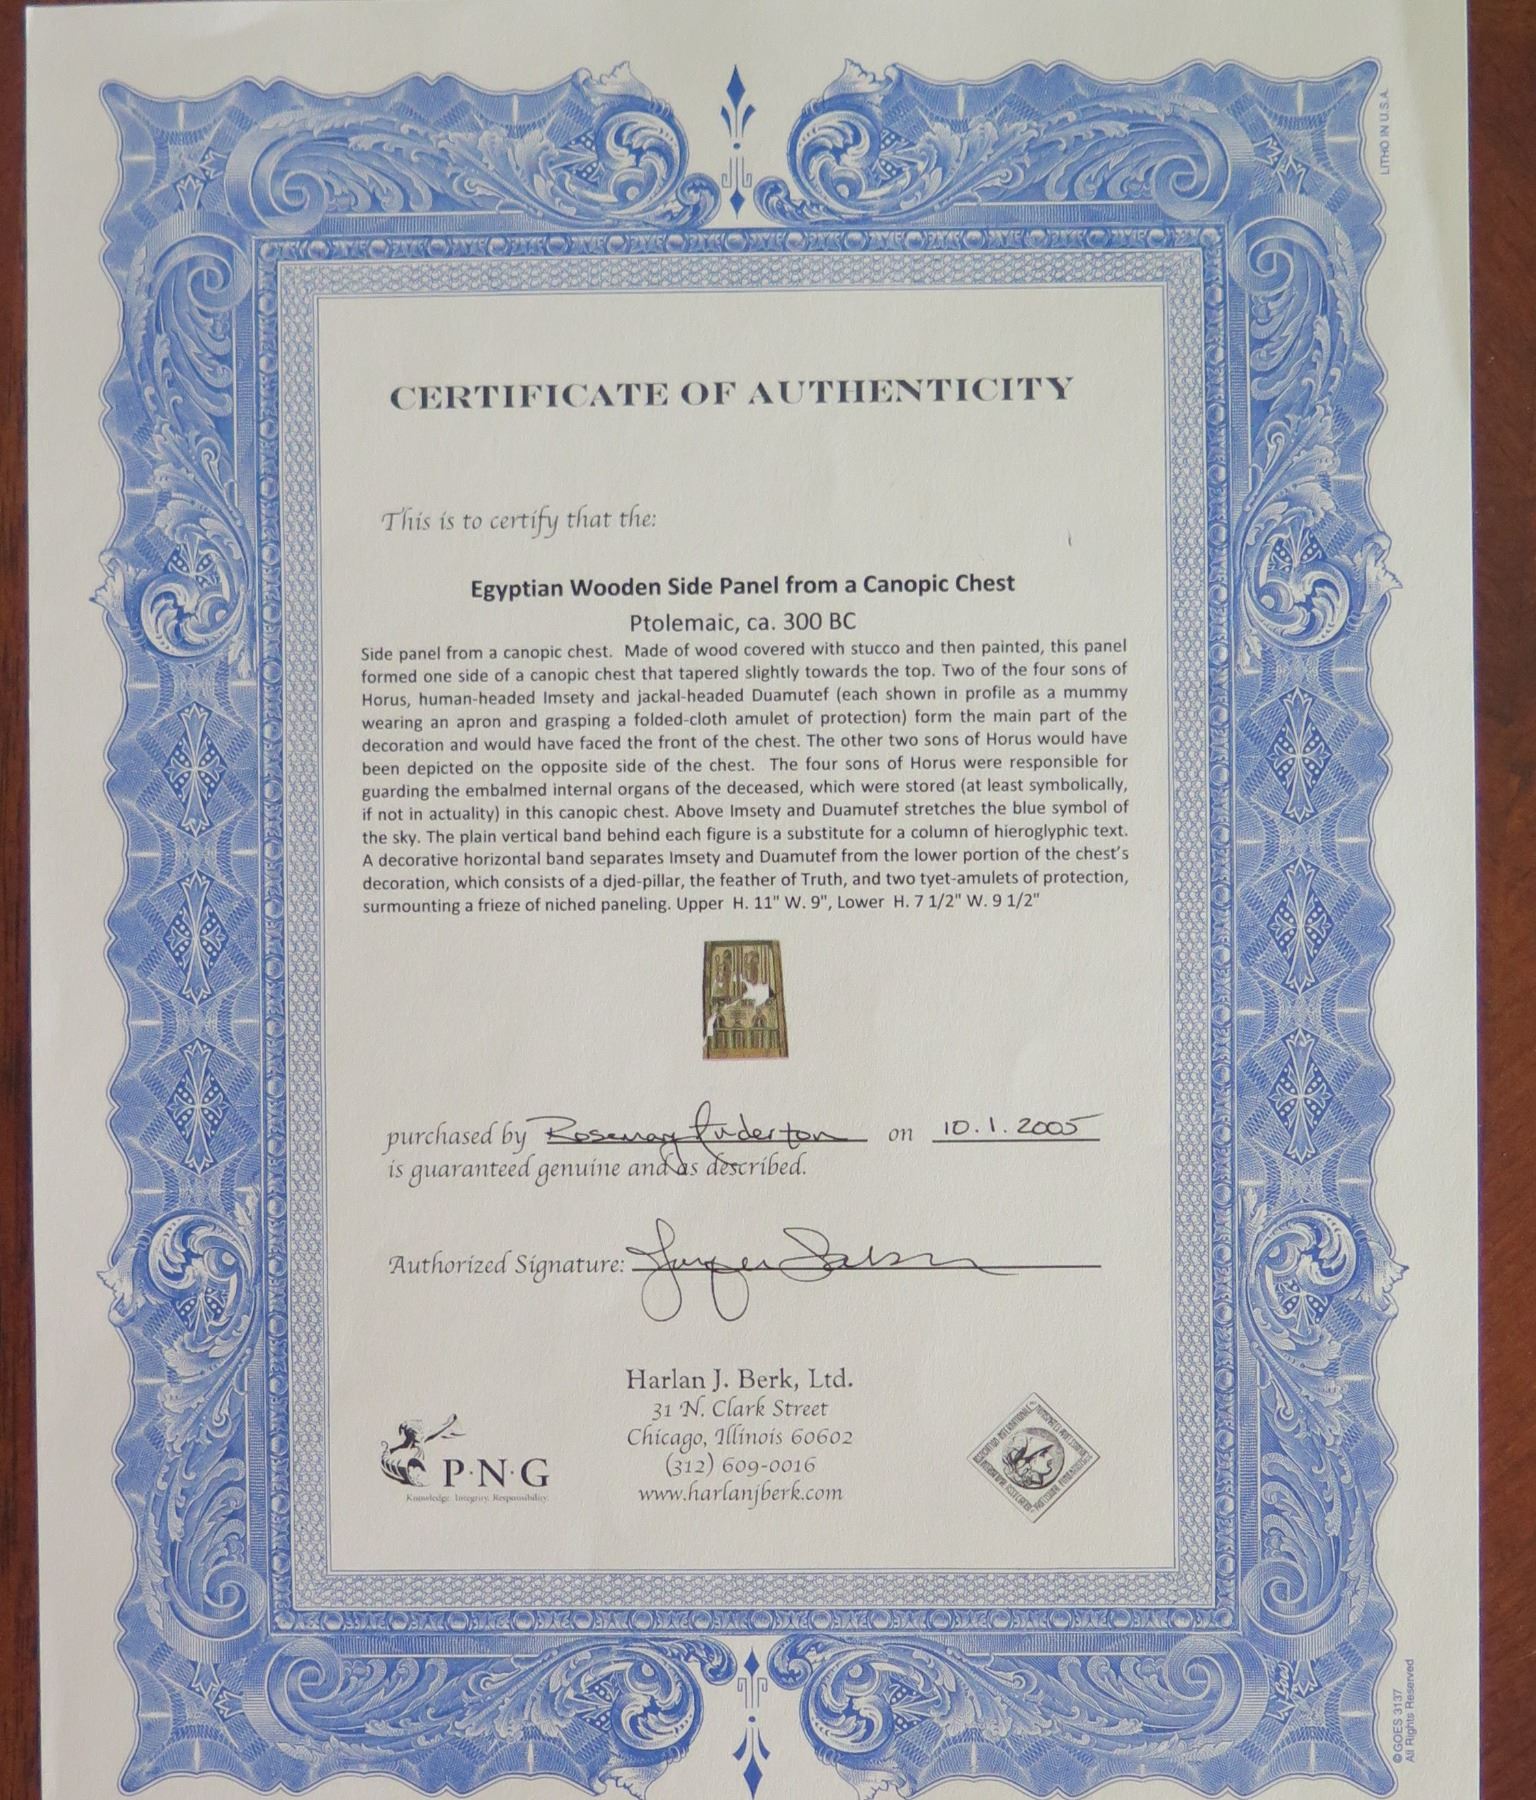 LITHO IN U.S.A.
CERTIFICATE OF AUTHENTICITY
This is to certify that the:
Egyptian Wooden Side Panel from a Canopic Chest
Ptolemaic, ca. 300 BC
Side panel from a canopic chest.  Made of wood covered with stucco and then painted, this panel
formed one side of a canopic chest that tapered slightly towards the top. Two of the four sons of
Horus, human-headed Imsety and jackal-headed Duamutef (each shown in profile as a mummy
wearing an apron and grasping a folded-cloth amulet of protection) form the main part of the
decoration and would have faced the front of the chest. The other two sons of Horus would have
been depicted on the opposite side of the chest.  The four sons of Horus were responsible for
guarding the embalmed internal organs of the deceased, which were stored (at least symbolically,
if not in actuality) in this canopic chest. Above Imsety and Duamutef stretches the blue symbol of
the sky. The plain vertical band behind each figure is a substitute for a column of hieroglyphic text.
A decorative horizontal band separates Imsety and Duamutef from the lower portion of the chest's
decoration, which consists of a djed-pillar, the feather of Truth, and two tyet-amulets of protection,
surmounting a frieze of niched paneling. Upper  H. 11" W. 9", Lower  H. 7 1/2" W. 9 1/2"
purchased by Rosemary Anderton on 10.1.2005
is guaranteed genuine and as described.
Authorized Signature:
Harlan J. Berk, Ltd.
31 N. Clark Street
Chicago, Illinois 60602
(312) 609-0016
www.harlanjberk.com
P·N·G
Knowledge. Integrity. Responsibility.
©GOES 3137
All Rights Reserved